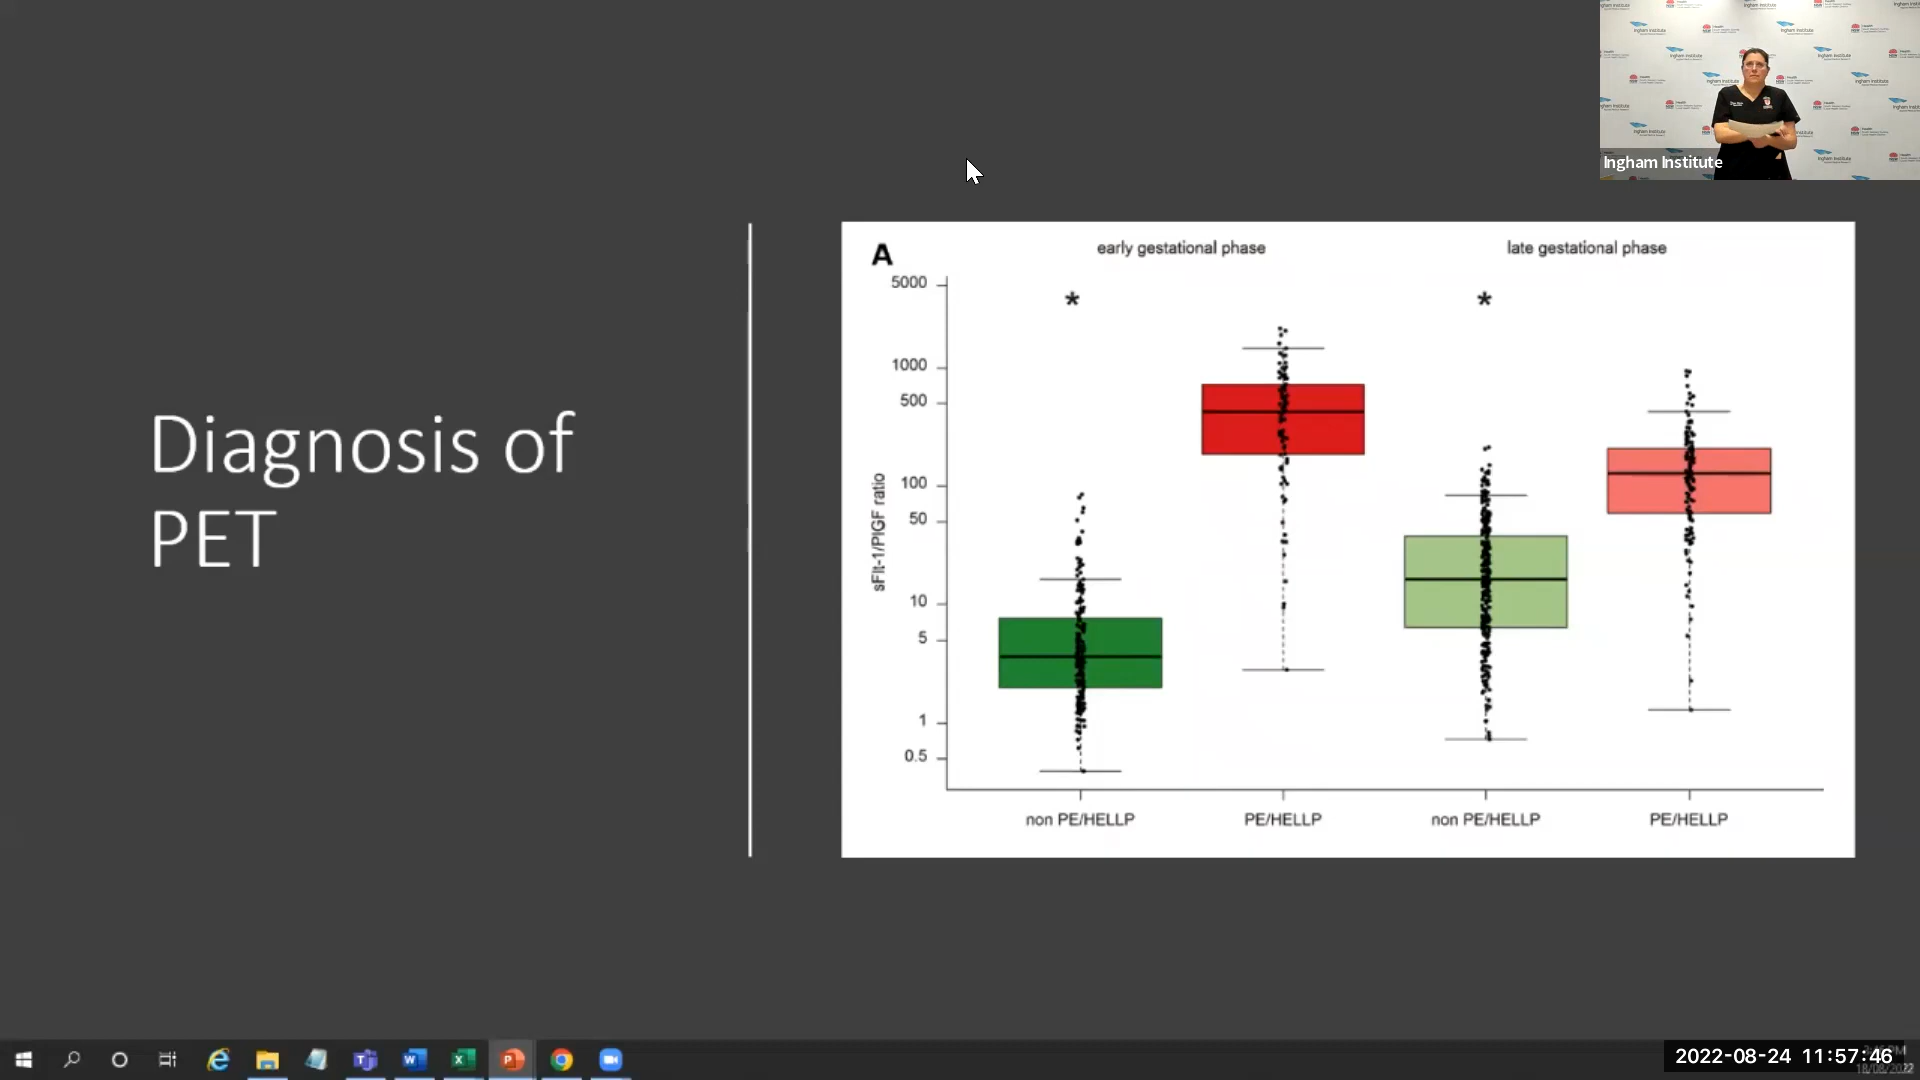 Ingham Institute
Diagnosis of
PET
A
early gestational phase
late gestational phase
sFlt-1/PlGF ratio
5000
1000
500
100
50
10
5
1
0.5
*
*
non PE/HELLP
PE/HELLP
non PE/HELLP
PE/HELLP
2022-08-24 11:57:46